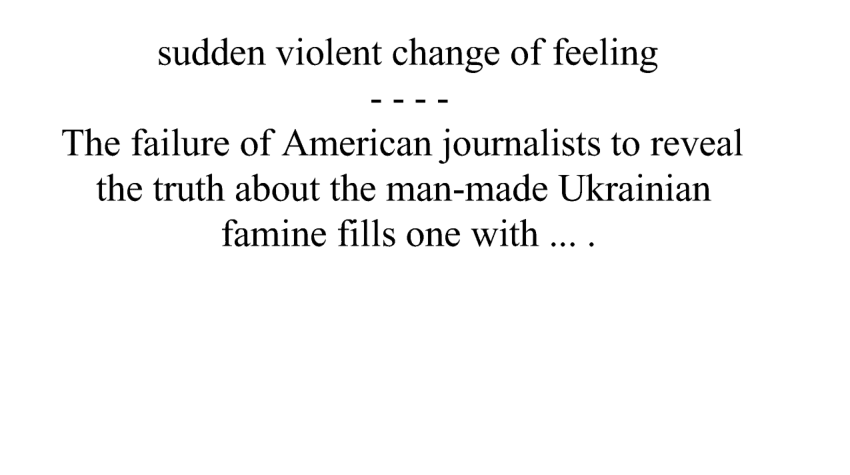 sudden violent change of feeling
- - - -
The failure of American journalists to reveal
the truth about the man-made Ukrainian
famine fills one with ... .